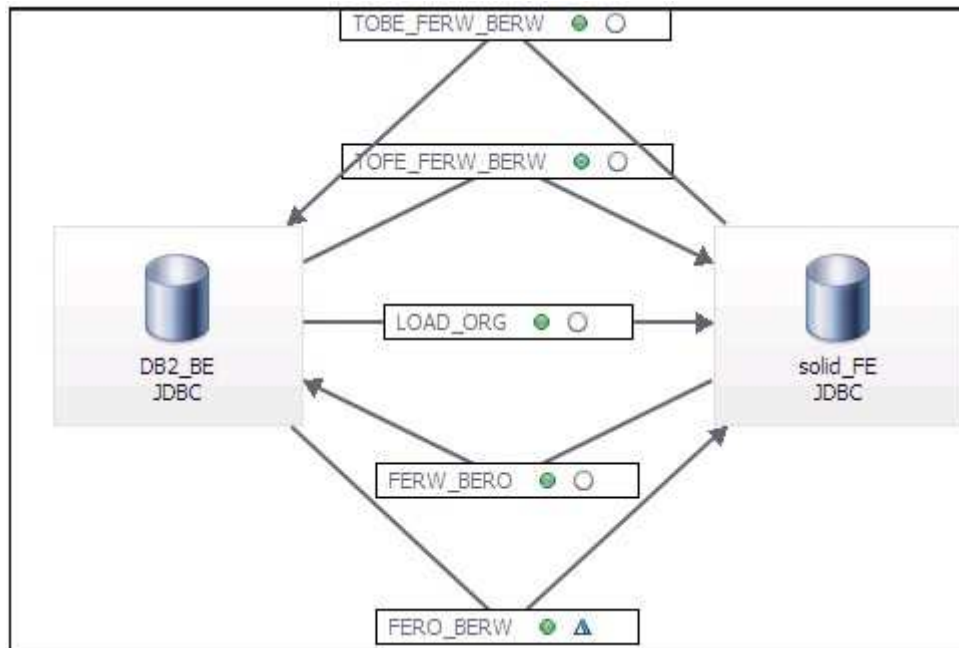 TOBE_FERW_BERW
TOFE_FERW_BERW
LOAD_ORG
DB2_BE
JDBC
solid_FE
JDBC
FERW_BERO
FERO_BERW